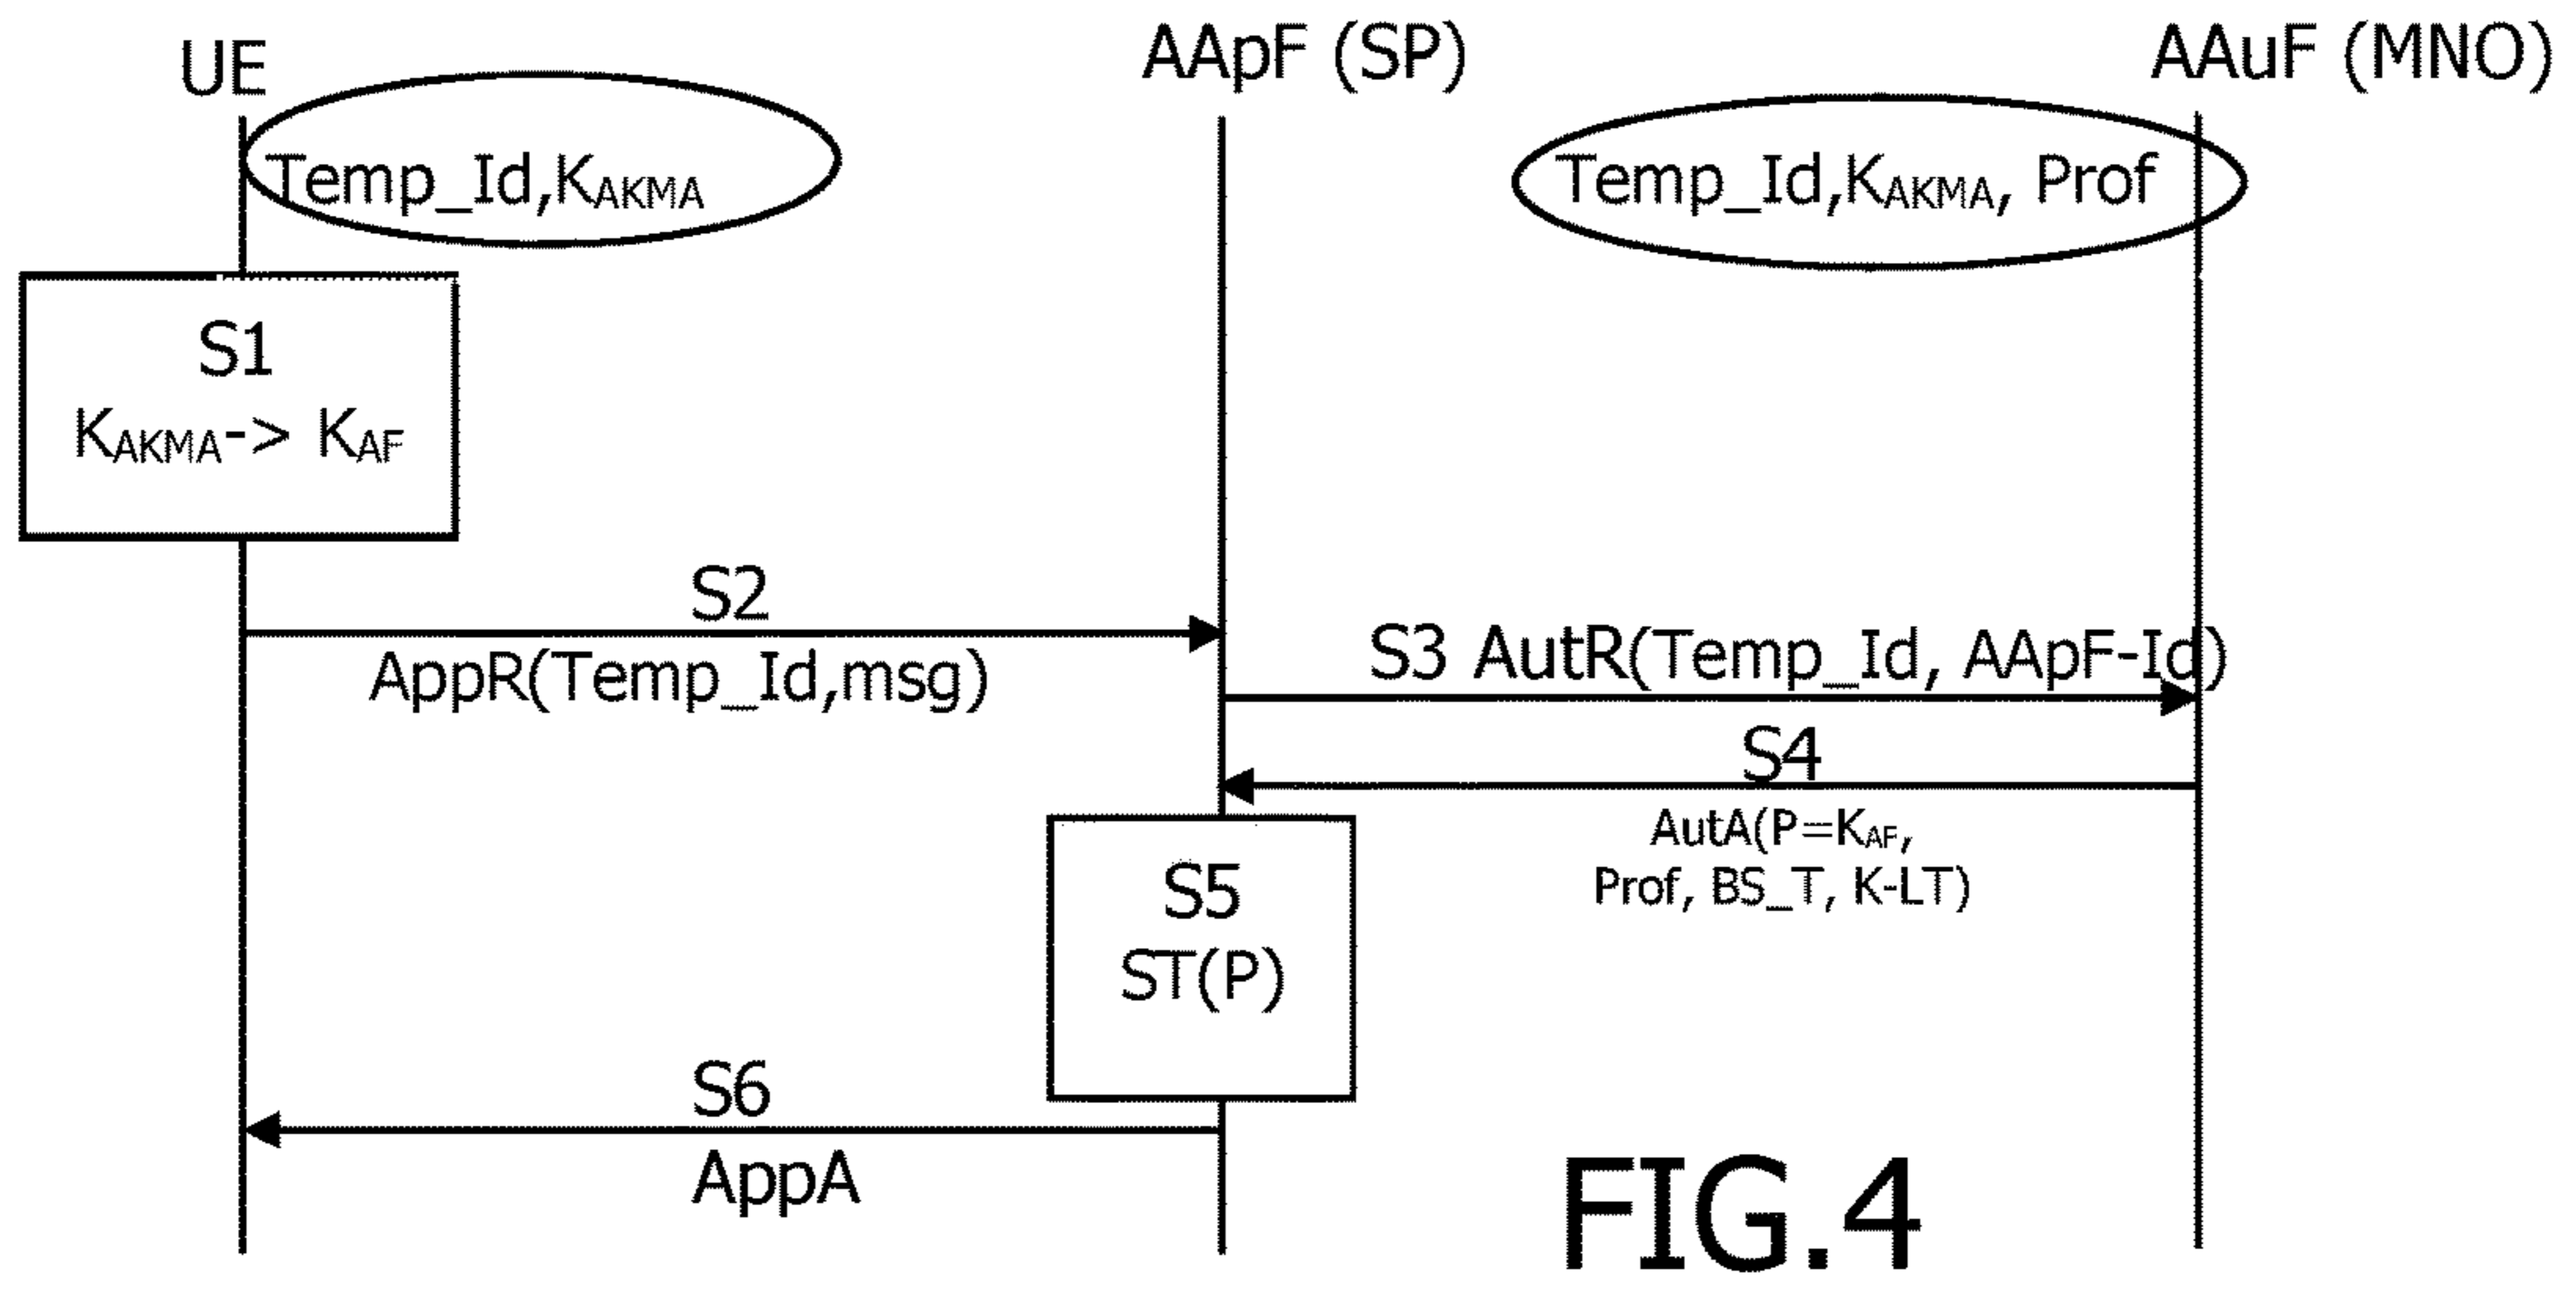 UE
AApF (SP)
AAuF (MNO)
Temp_Id,KAKMA
Temp_Id,KAKMA, Prof
S1
KAKMA-> KAF
S2
AppR(Temp_Id,msg)
S3 AutR(Temp_Id, AApF-Id)
S4
AutA(P=KAF,
Prof, BS_T, K-LT)
S5
ST(P)
S6
AppA
FIG.4